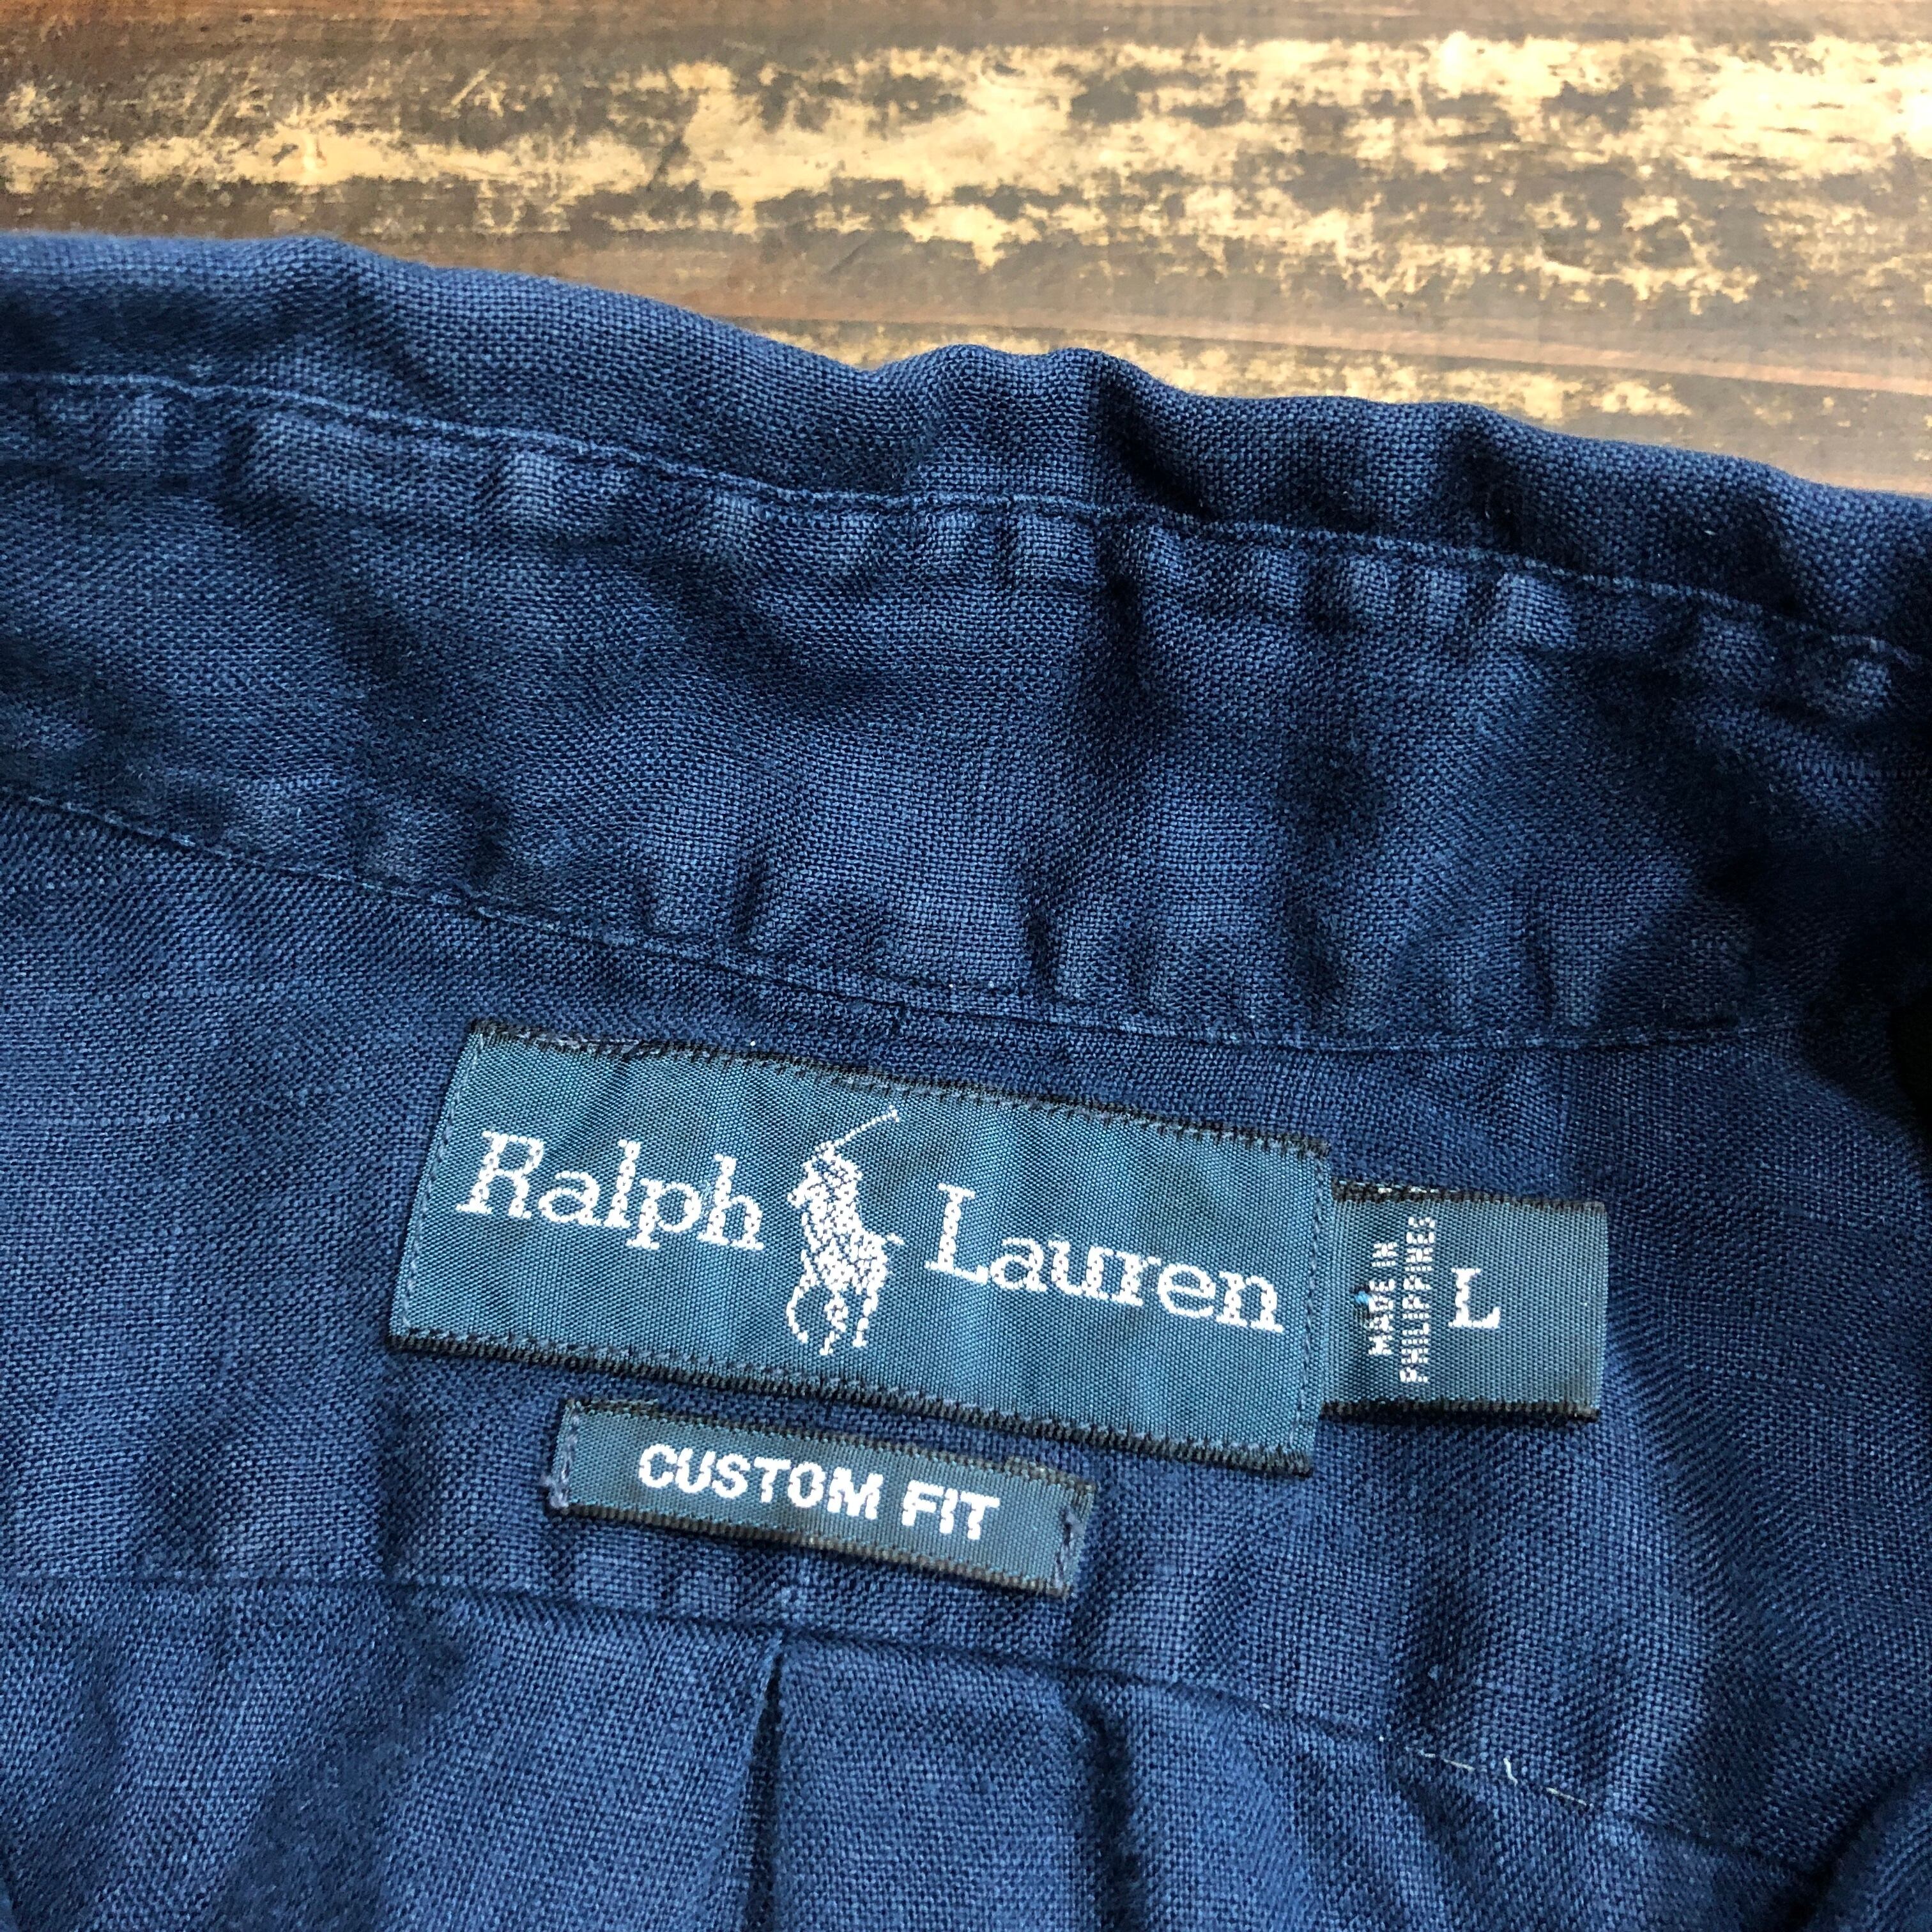 Ralph Lauren
MADE IN
PHILIPPINES
L
CUSTOM FIT